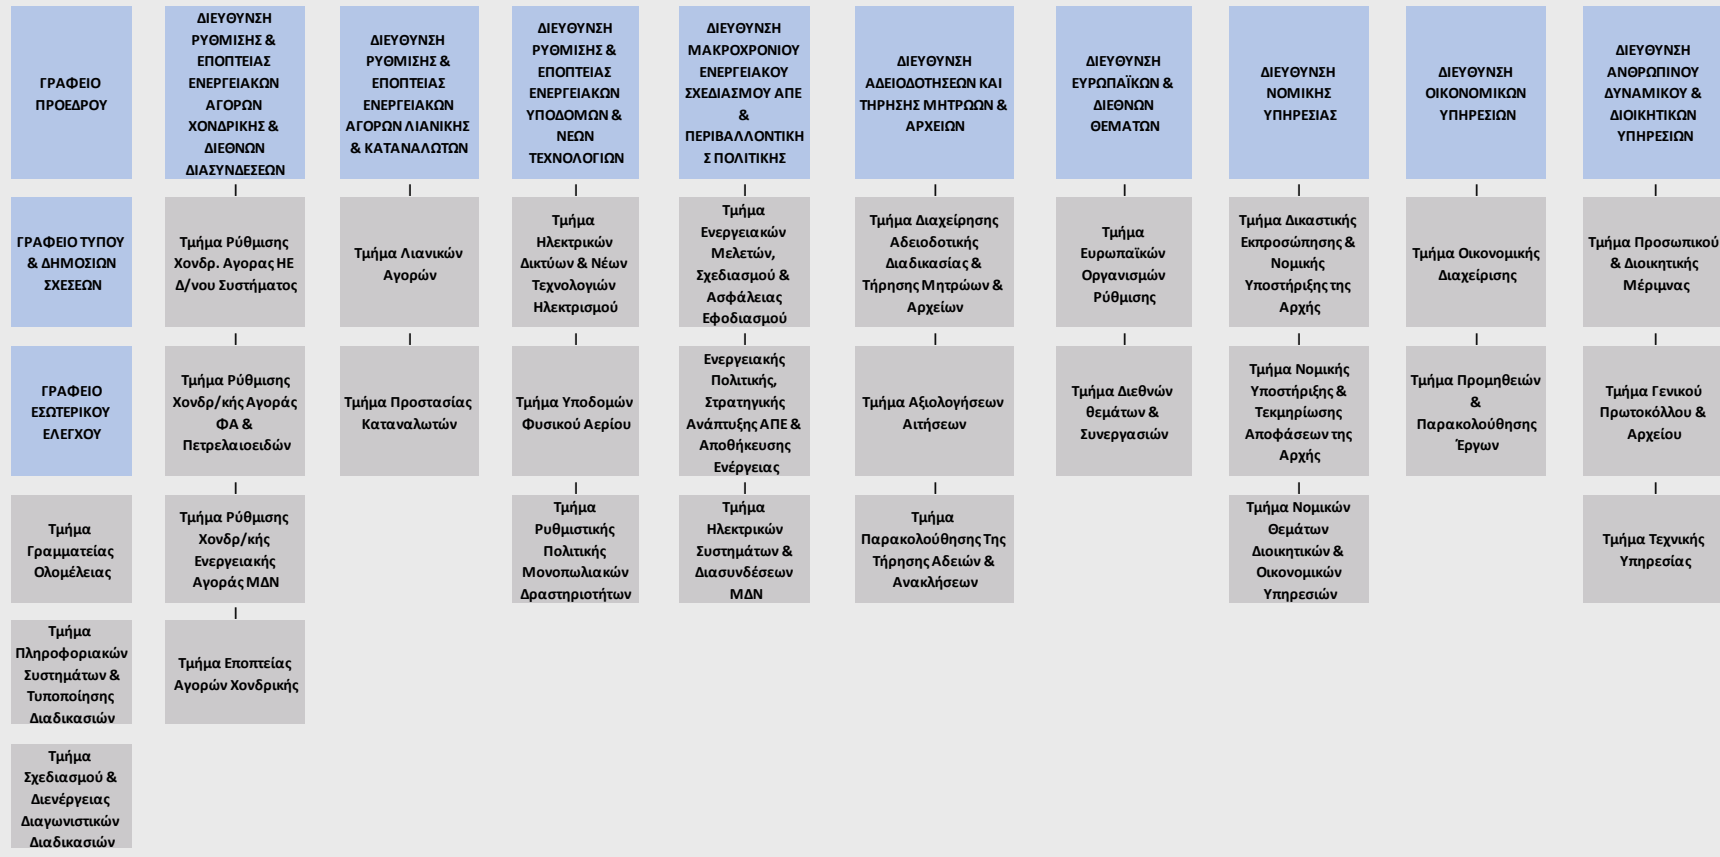 ΓΡΑΦΕΙΟ
ΠΡΟΕΔΡΟΥ
ΔΙΕΥΘΥΝΣΗ
ΡΥΘΜΙΣΗΣ &
ΕΠΟΠΤΕΙΑΣ
ΕΝΕΡΓΕΙΑΚΩΝ
ΑΓΟΡΩΝ
ΧΟΝΔΡΙΚΗΣ &
ΔΙΕΘΝΩΝ
ΔΙΑΣΥΝΔΕΣΕΩΝ
ΔΙΕΥΘΥΝΣΗ
ΡΥΘΜΙΣΗΣ &
ΕΠΟΠΤΕΙΑΣ
ΕΝΕΡΓΕΙΑΚΩΝ
ΑΓΟΡΩΝ ΛΙΑΝΙΚΗΣ
& ΚΑΤΑΝΑΛΩΤΩΝ
ΔΙΕΥΘΥΝΣΗ
ΡΥΘΜΙΣΗΣ &
ΕΠΟΠΤΕΙΑΣ
ΕΝΕΡΓΕΙΑΚΩΝ
ΥΠΟΔΟΜΩΝ &
ΝΕΩΝ
ΤΕΧΝΟΛΟΓΙΩΝ
ΔΙΕΥΘΥΝΣΗ
ΜΑΚΡΟΧΡΟΝΙΟΥ
ΕΝΕΡΓΕΙΑΚΟΥ
ΣΧΕΔΙΑΣΜΟΥ ΑΠΕ
&
ΠΕΡΙΒΑΛΛΟΝΤΙΚΗ
Σ ΠΟΛΙΤΙΚΗΣ
ΔΙΕΥΘΥΝΣΗ
ΑΔΕΙΟΔΟΤΗΣΕΩΝ ΚΑΙ
ΤΗΡΗΣΗΣ ΜΗΤΡΩΩΝ &
ΑΡΧΕΙΩΝ
ΔΙΕΥΘΥΝΣΗ
ΕΥΡΩΠΑΪΚΩΝ &
ΔΙΕΘΝΩΝ
ΘΕΜΑΤΩΝ
ΔΙΕΥΘΥΝΣΗ
ΝΟΜΙΚΗΣ
ΥΠΗΡΕΣΙΑΣ
ΔΙΕΥΘΥΝΣΗ
ΟΙΚΟΝΟΜΙΚΩΝ
ΥΠΗΡΕΣΙΩΝ
ΔΙΕΥΘΥΝΣΗ
ΑΝΘΡΩΠΙΝΟΥ
ΔΥΝΑΜΙΚΟΥ &
ΔΙΟΙΚΗΤΙΚΩΝ
ΥΠΗΡΕΣΙΩΝ
ΓΡΑΦΕΙΟ ΤΥΠΟΥ
& ΔΗΜΟΣΙΩΝ
ΣΧΕΣΕΩΝ
Τμήμα Ρύθμισης
Χονδρ. Αγορας ΗΕ
Δ/νου Συστήματος
Τμήμα Λιανικών
Αγορών
Τμήμα
Ηλεκτρικών
Δικτύων & Νέων
Τεχνολογιών
Ηλεκτρισμού
Τμήμα
Ενεργειακών
Μελετών,
Σχεδιασμού &
Ασφάλειας
Εφοδιασμού
Τμήμα Διαχείρησης
Αδειοδοτικής
Διαδικασίας &
Τήρησης Μητρώων &
Αρχείων
Τμήμα
Ευρωπαϊκών
Οργανισμών
Ρύθμισης
Τμήμα Δικαστικής
Εκπροσώπησης &
Νομικής
Υποστήριξης της
Αρχής
Τμήμα Οικονομικής
Διαχείρισης
Τμήμα Προσωπικού
& Διοικητικής
Μέριμνας
ΓΡΑΦΕΙΟ
ΕΣΩΤΕΡΙΚΟΥ
ΕΛΕΓΧΟΥ
Τμήμα Ρύθμισης
Χονδρ/κής Αγοράς
ΦΑ &
Πετρελαιοειδών
Τμήμα Προστασίας
Καταναλωτών
Τμήμα Υποδομών
Φυσικού Αερίου
Ενεργειακής
Πολιτικής,
Στρατηγικής
Ανάπτυξης ΑΠΕ &
Αποθήκευσης
Ενέργειας
Τμήμα Αξιολογήσεων
Αιτήσεων
Τμήμα Διεθνών
θεμάτων &
Συνεργασιών
Τμήμα Νομικής
Υποστήριξης &
Τεκμηρίωσης
Αποφάσεων της
Αρχής
Τμήμα Προμηθειών
&
Παρακολούθησης
Έργων
Τμήμα Γενικού
Πρωτοκόλλου &
Αρχείου
Τμήμα
Γραμματείας
Ολομέλειας
Τμήμα Ρύθμισης
Χονδρ/κής
Ενεργειακής
Αγοράς ΜΔΝ
Τμήμα
Ρυθμιστικής
Πολιτικής
Μονοπωλιακών
Δραστηριοτήτων
Τμήμα
Ηλεκτρικών
Συστημάτων &
Διασυνδέσεων
ΜΔΝ
Τμήμα
Παρακολούθησης Της
Τήρησης Αδειών &
Ανακλήσεων
Τμήμα Νομικών
Θεμάτων
Διοικητικών &
Οικονομικών
Υπηρεσιών
Τμήμα Τεχνικής
Υπηρεσίας
Τμήμα
Πληροφοριακών
Συστημάτων &
Τυποποίησης
Διαδικασιών
Τμήμα Εποπτείας
Αγορών Χονδρικής
Τμήμα
Σχεδιασμού &
Διενέργειας
Διαγωνιστικών
Διαδικασιών